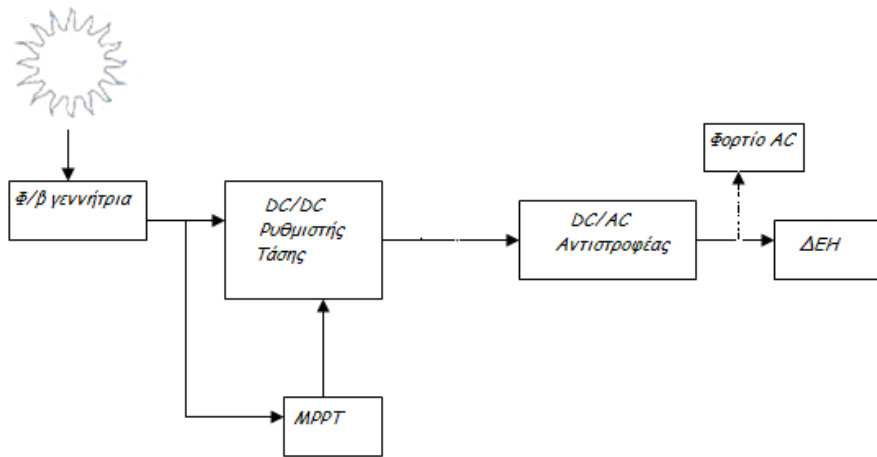 Φορτίο AC
Φ/β γεννήτρια
DC/DC
Ρυθμιστής
Τάσης
DC/AC
Αντιστροφέας
ΔΕΗ
MPPT